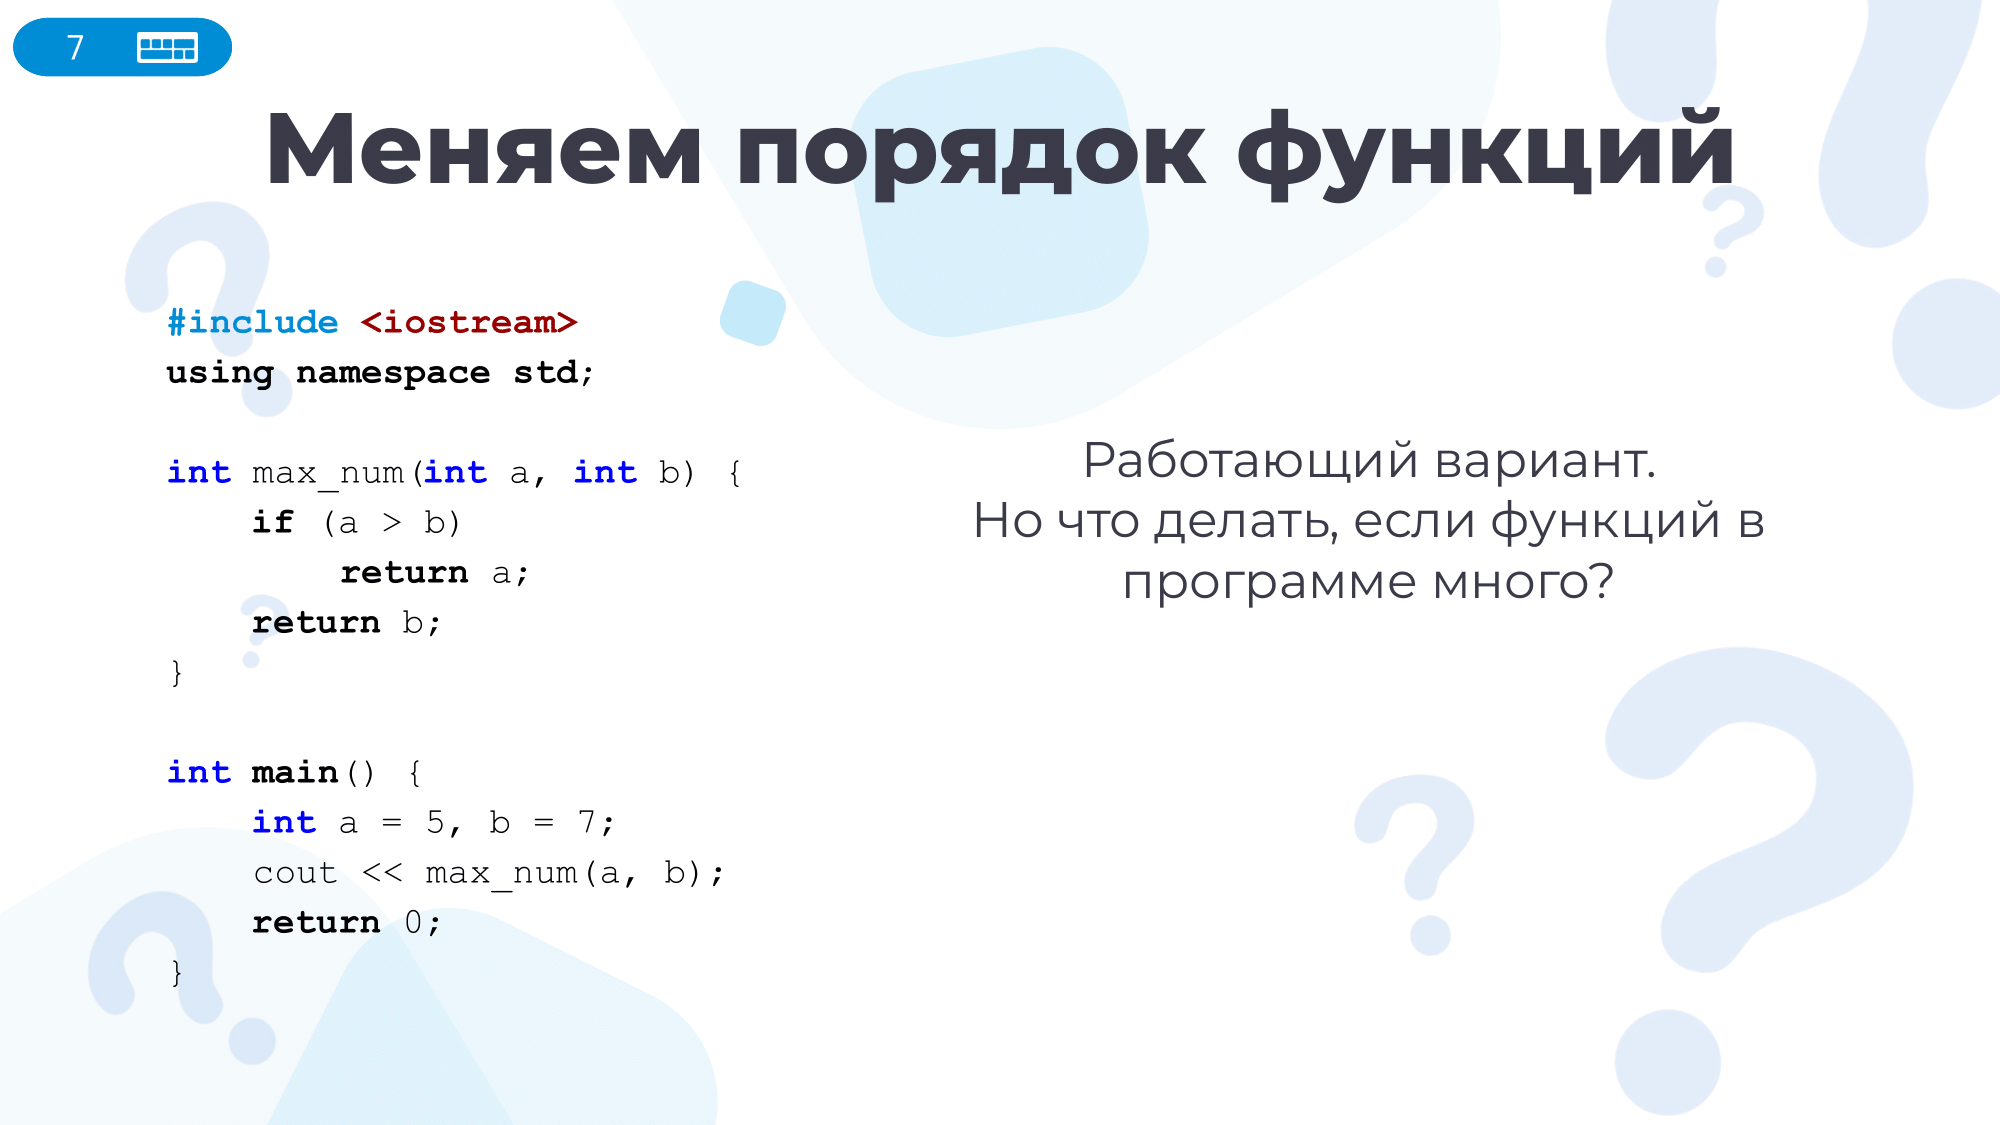 7
Меняем порядок функций
#include <iostream>
using namespace std;
int max_num(int a, int b) {
    if (a > b)
        return a;
    return b;
}
int main() {
    int a = 5, b = 7;
    cout << max_num(a, b);
    return 0;
}
Работающий вариант.
Но что делать, если функций в
программе много?